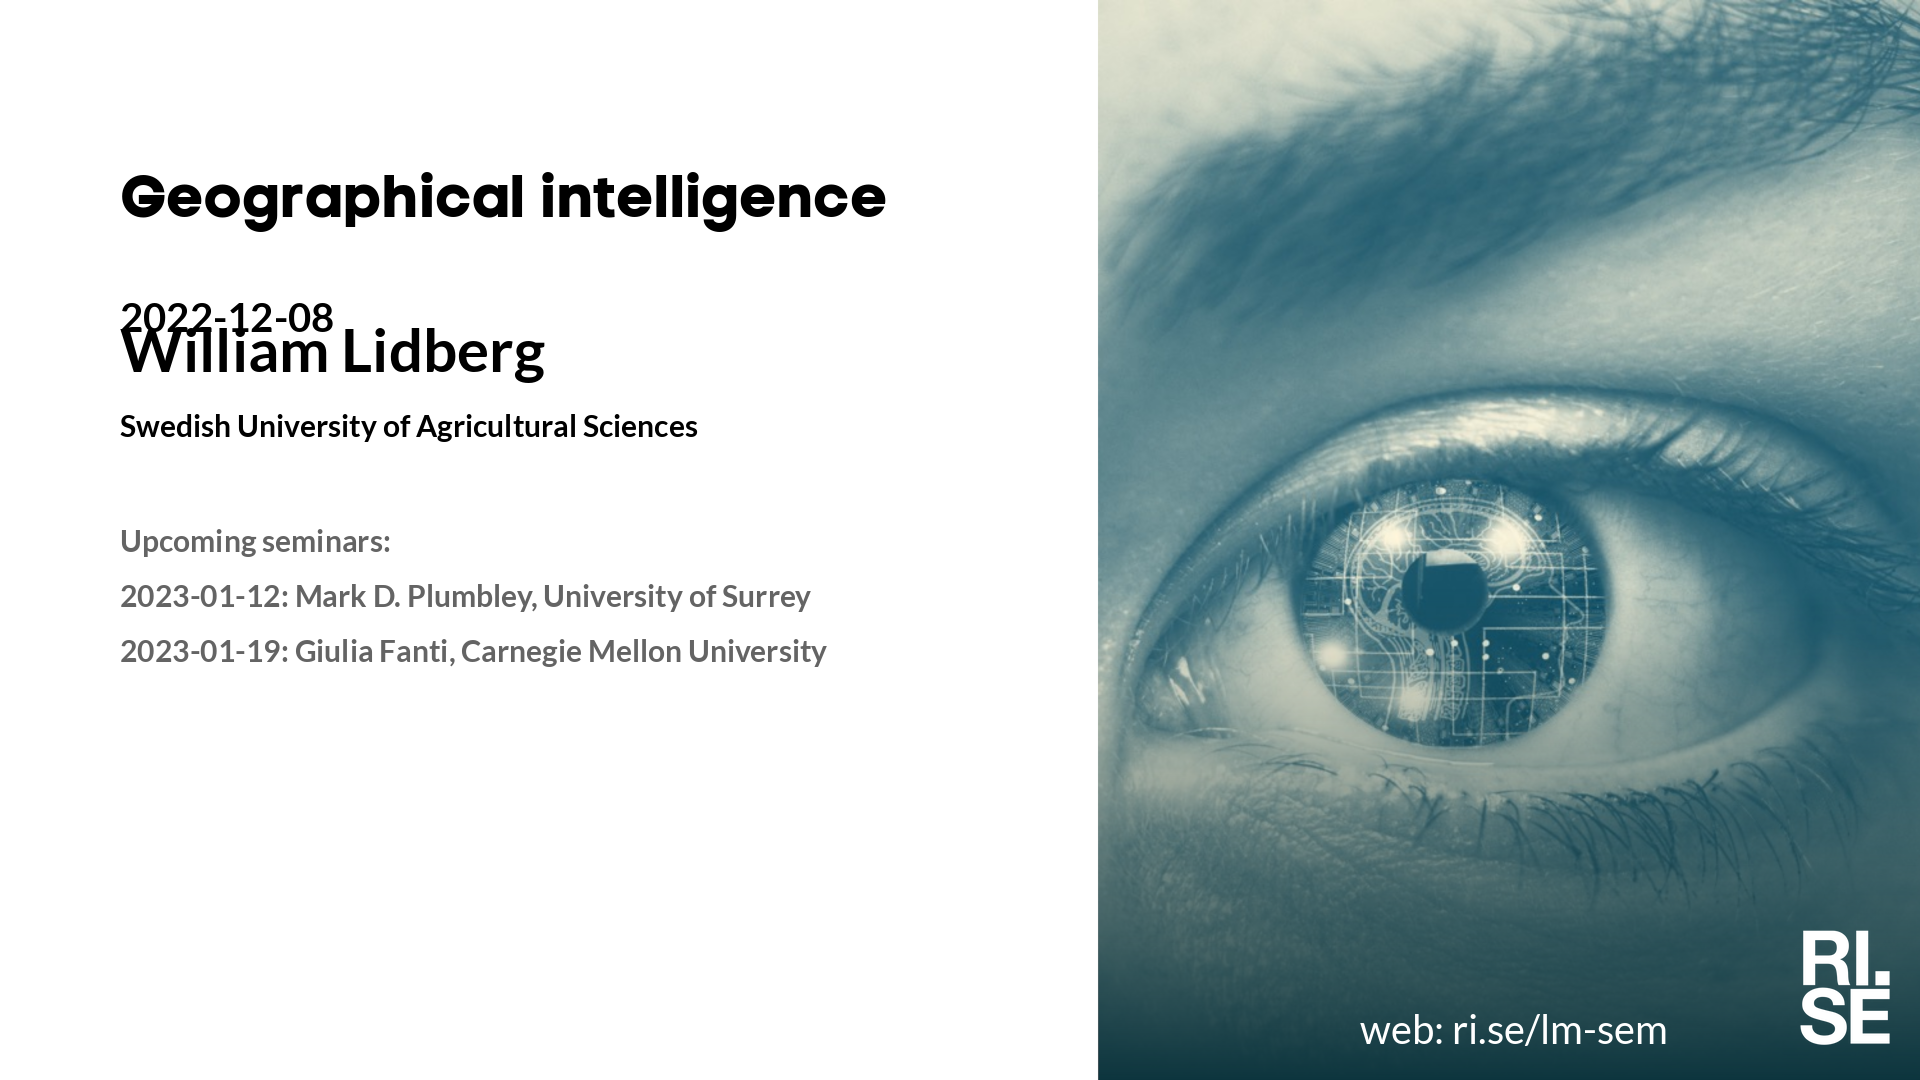 Geographical intelligence
2022-12-08
William Lidberg
Swedish University of Agricultural Sciences
Upcoming seminars:
2023-01-12: Mark D. Plumbley, University of Surrey
2023-01-19: Giulia Fanti, Carnegie Mellon University
web: ri.se/lm-sem
RI.
SE